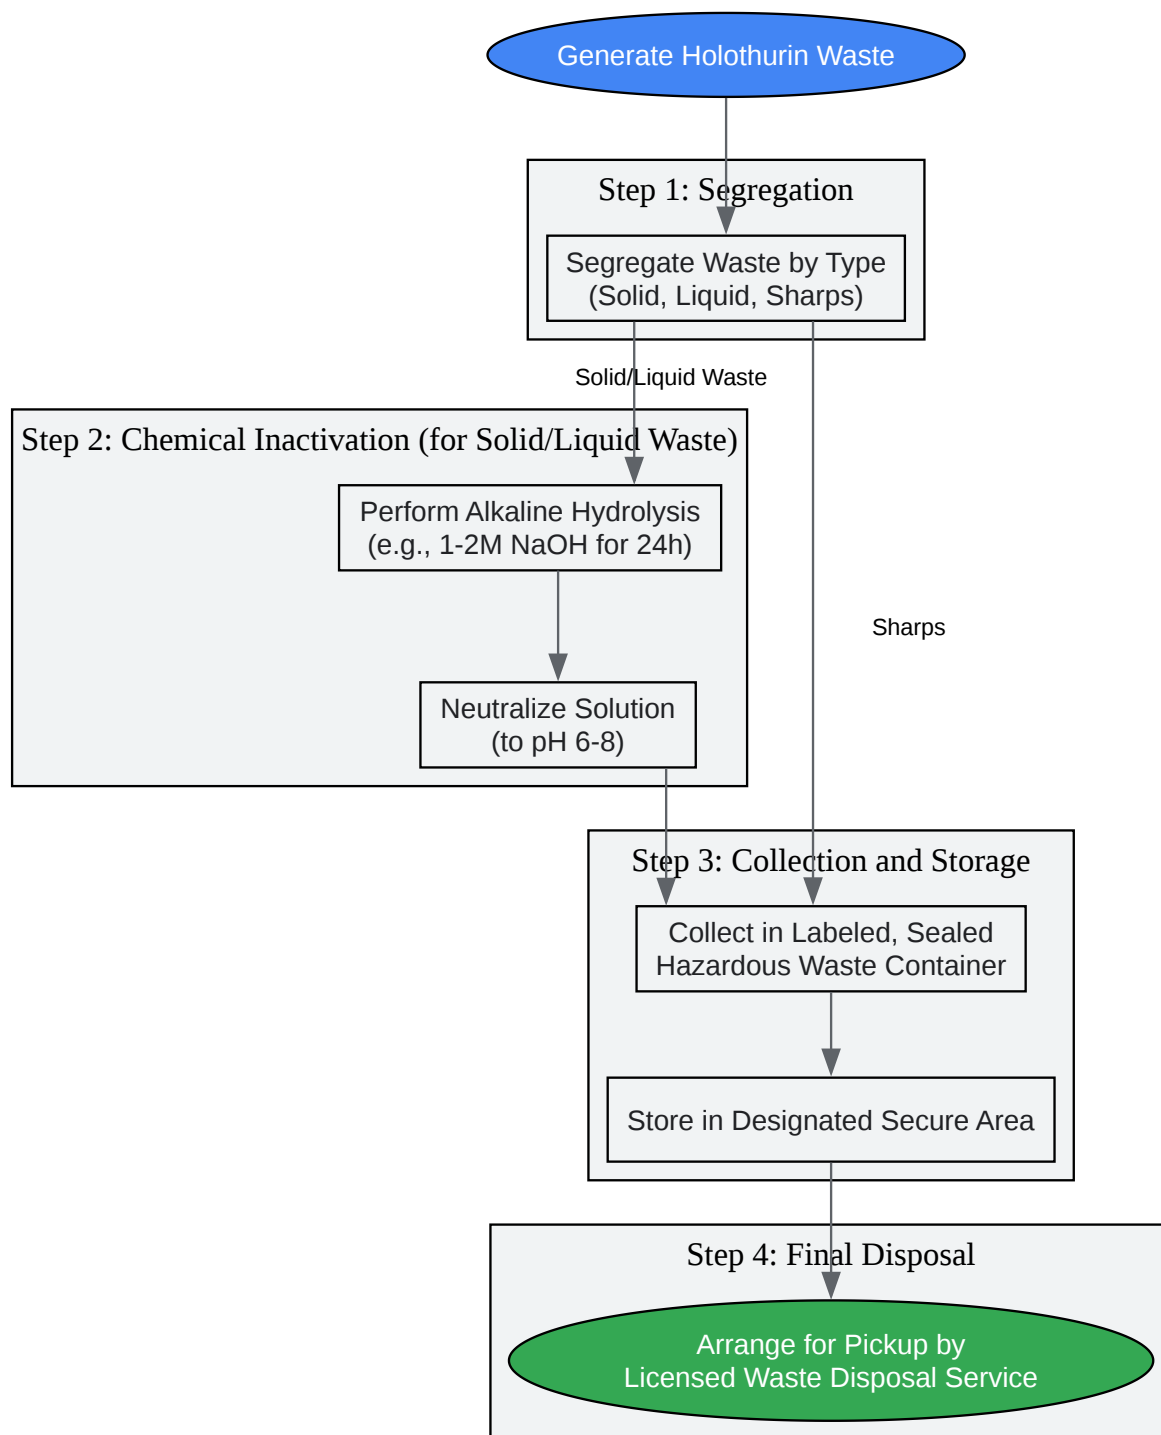 Generate Holothurin Waste
Step 1: Segregation
Segregate Waste by Type
(Solid, Liquid, Sharps)
Solid/Liquid Waste
Step 2: Chemical Inactivation (for Solid/Liquid Waste)
Perform Alkaline Hydrolysis
(e.g., 1-2M NaOH for 24h)
Sharps
Neutralize Solution
(to pH 6-8)
Step 3: Collection and Storage
Collect in Labeled, Sealed
Hazardous Waste Container
Store in Designated Secure Area
Step 4: Final Disposal
Arrange for Pickup by
Licensed Waste Disposal Service